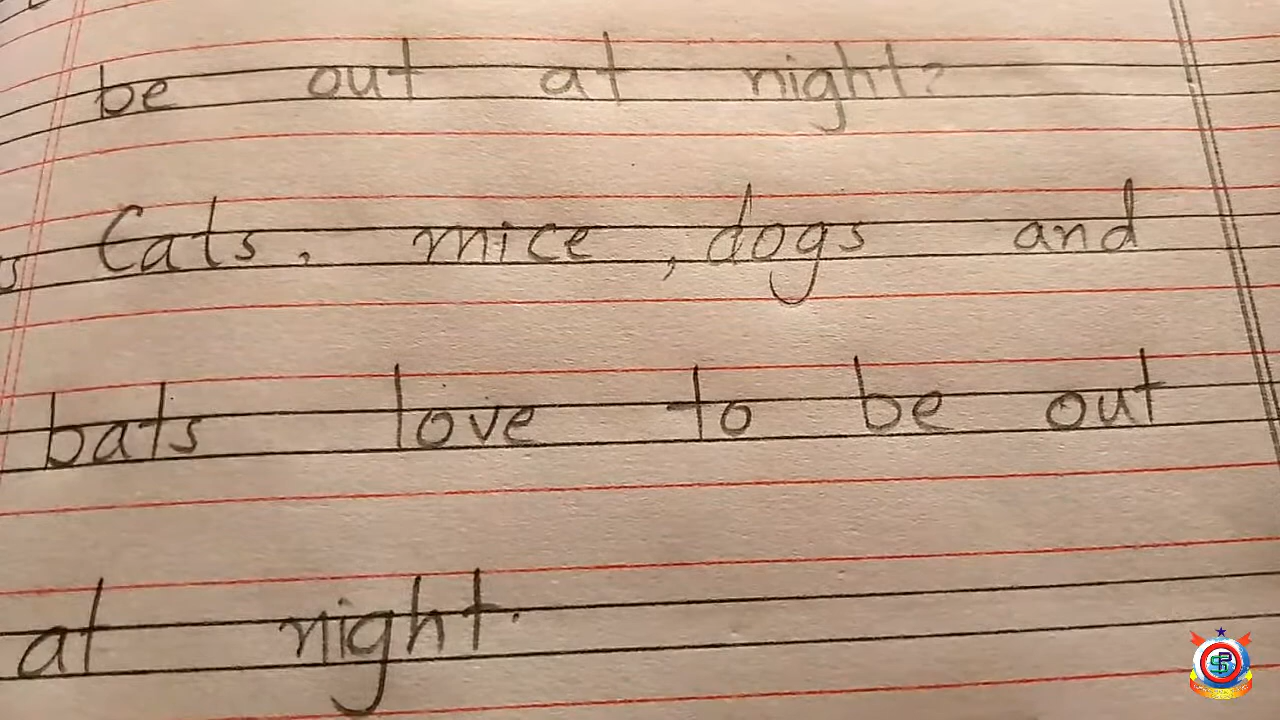 be out at night?
Cats, mice, dogs and
bats love to be out
at night.